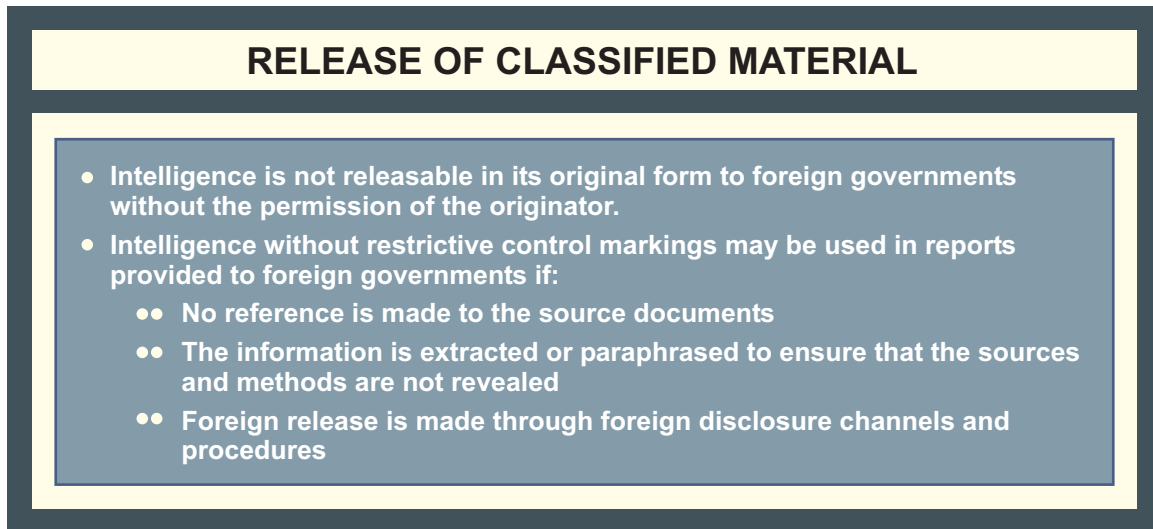 RELEASE OF CLASSIFIED MATERIAL
● Intelligence is not releasable in its original form to foreign governments
without the permission of the originator.
● Intelligence without restrictive control markings may be used in reports
provided to foreign governments if:
●● No reference is made to the source documents
●● The information is extracted or paraphrased to ensure that the sources
and methods are not revealed
●● Foreign release is made through foreign disclosure channels and
procedures